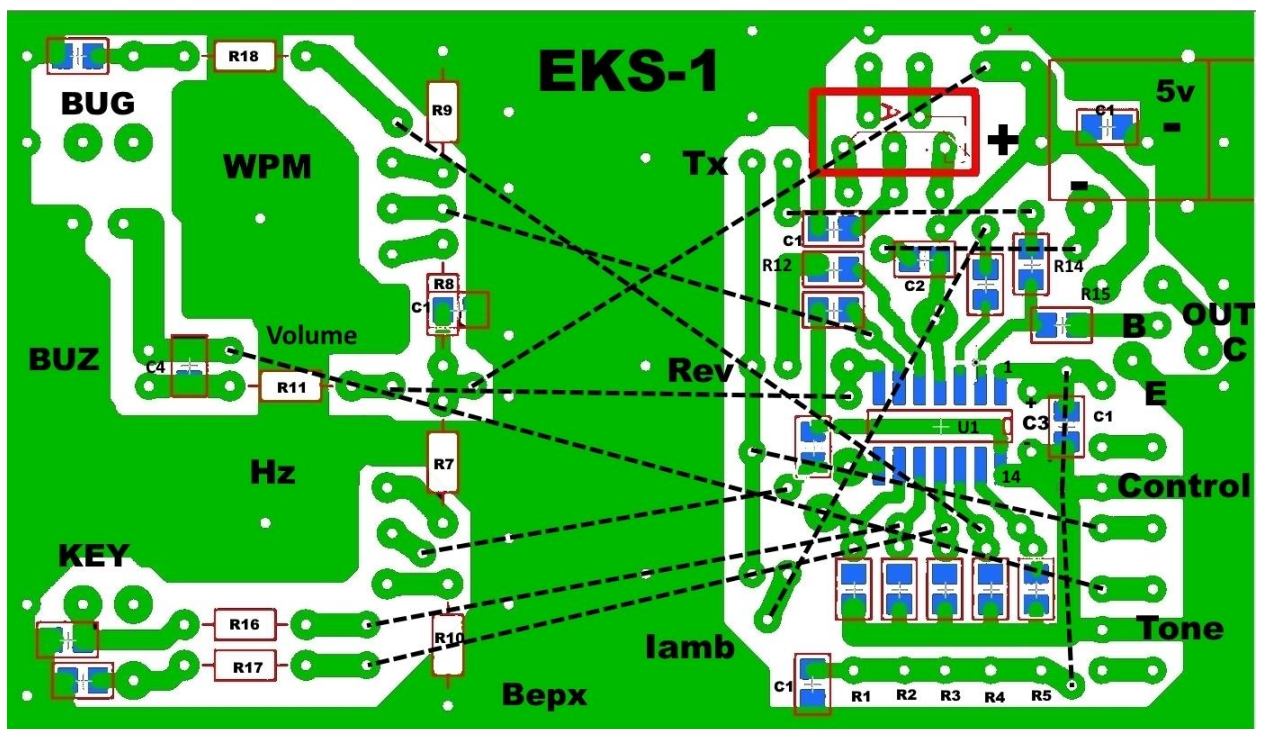 EKS-1
R18
BUG
R9
5v
C1
-
WPM
Tx
A
+
-
C1
R12
C2
R14
R8
C1
R15
Volume
B
OUT
BUZ
C4
Rev
1
C
R11
E
+
C3
C1
U1
-
R7
Hz
14
Control
KEY
R16
R10
Iamb
Tone
R17
Bepx
C1
R1
R2
R3
R4
R5